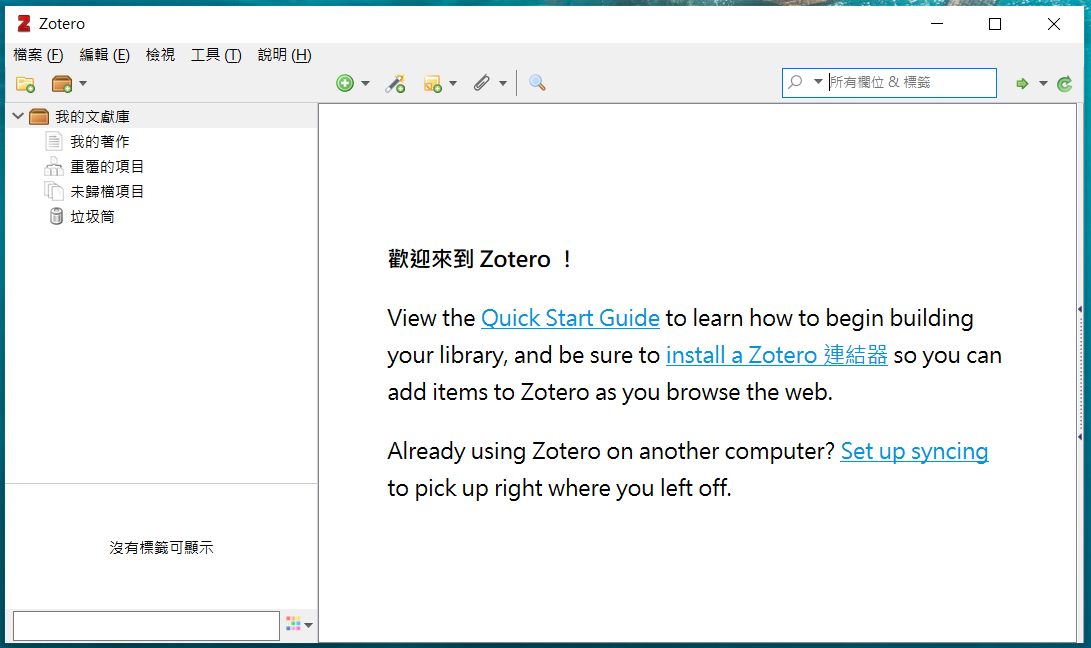 Zotero
檔案 (F) 編輯 (E) 檢視 工具 (T) 說明 (H)
所有欄位 & 標籤
我的文獻庫
我的著作
重覆的項目
未歸檔項目
垃圾筒
歡迎來到 Zotero ！
View the Quick Start Guide to learn how to begin building
your library, and be sure to install a Zotero 連結器 so you can
add items to Zotero as you browse the web.
Already using Zotero on another computer? Set up syncing
to pick up right where you left off.
沒有標籤可顯示